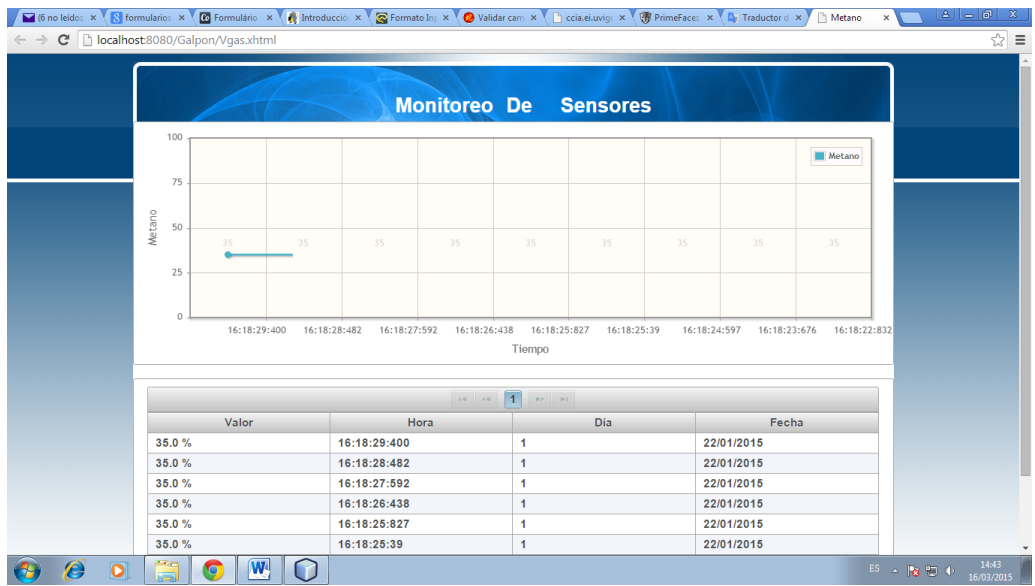 (6 no leídos
formularios
Formulário
Introducció
Formato In
Validar cam
ccia.ei.uvigo
PrimeFaces
Traductor d
Metano
localhost:8080/Galpon/Vgas.xhtml
Monitoreo De Sensores
100
75
50
25
0
Metano
Metano
35 35 35 35 35 35 35 35 35
16:18:29:400 16:18:28:482 16:18:27:592 16:18:26:438 16:18:25:827 16:18:25:39 16:18:24:597 16:18:23:676 16:18:22:832
Tiempo
1
Valor Hora Día Fecha
35.0 % 16:18:29:400 1 22/01/2015
35.0 % 16:18:28:482 1 22/01/2015
35.0 % 16:18:27:592 1 22/01/2015
35.0 % 16:18:26:438 1 22/01/2015
35.0 % 16:18:25:827 1 22/01/2015
35.0 % 16:18:25:39 1 22/01/2015
ES
14:43
16/03/2015